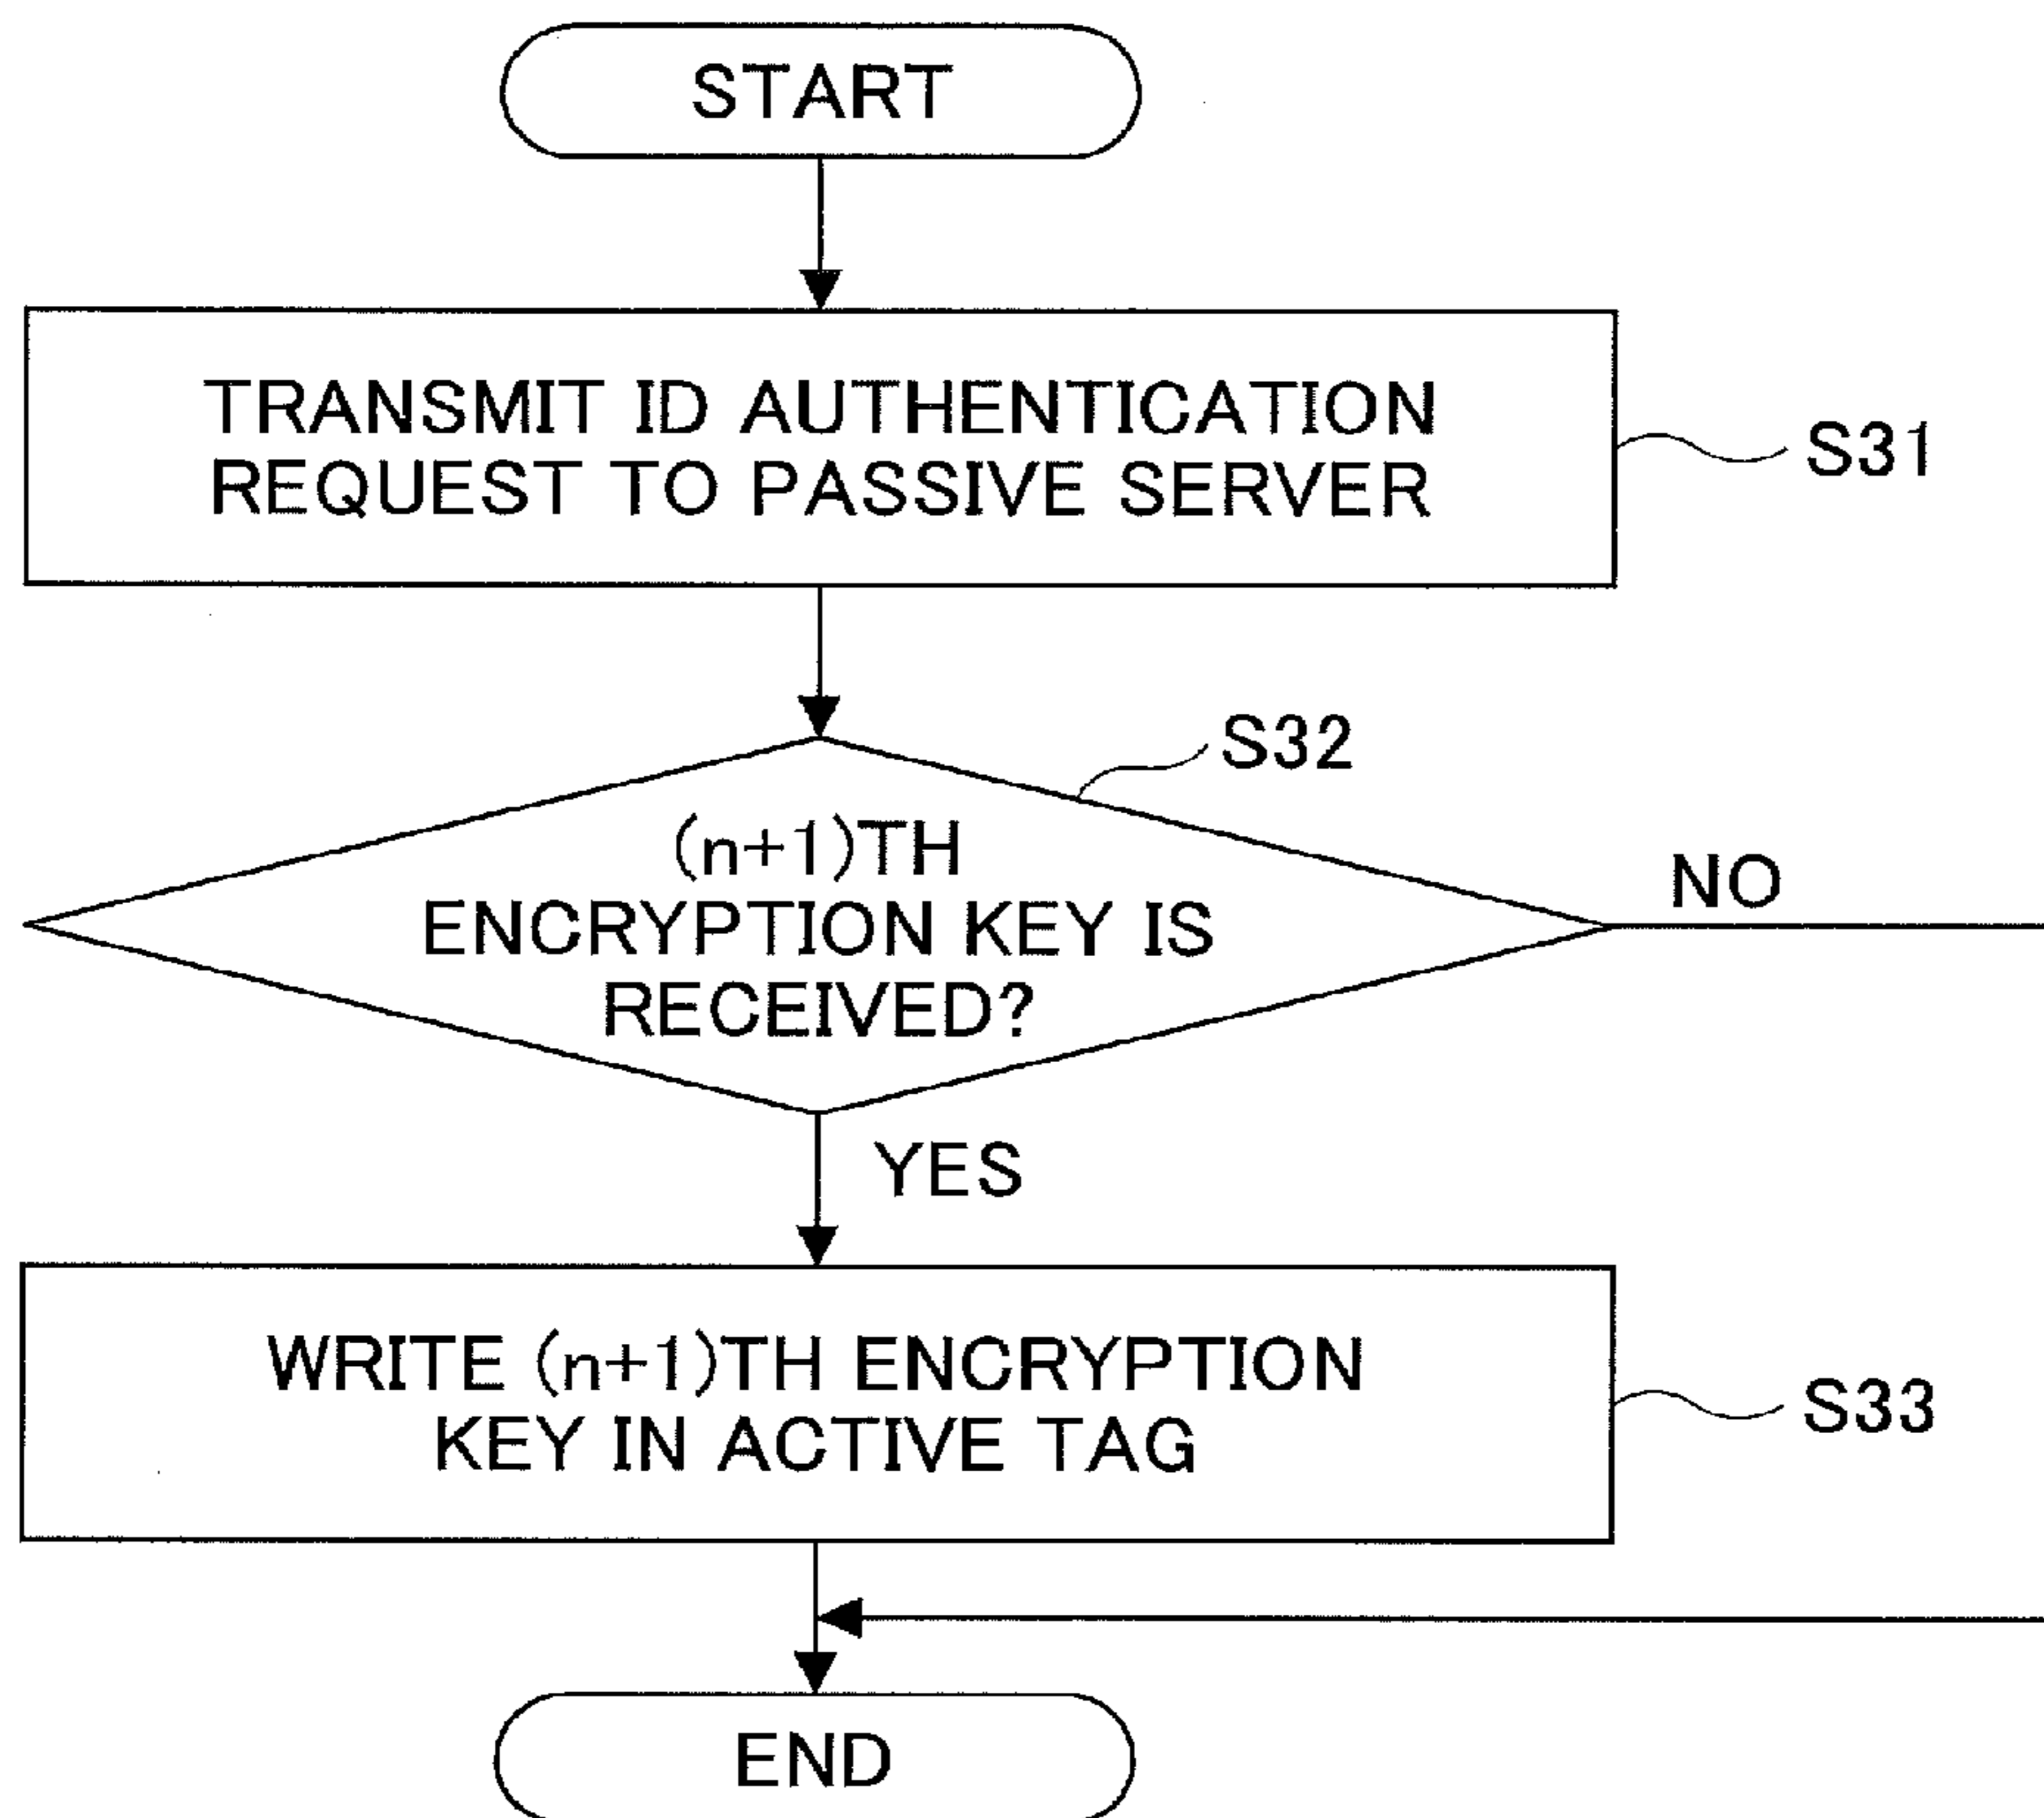 START
TRANSMIT ID AUTHENTICATION
REQUEST TO PASSIVE SERVER
S31
S32
(n+1)TH
ENCRYPTION KEY IS
RECEIVED?
NO
YES
WRITE (n+1)TH ENCRYPTION
KEY IN ACTIVE TAG
S33
END